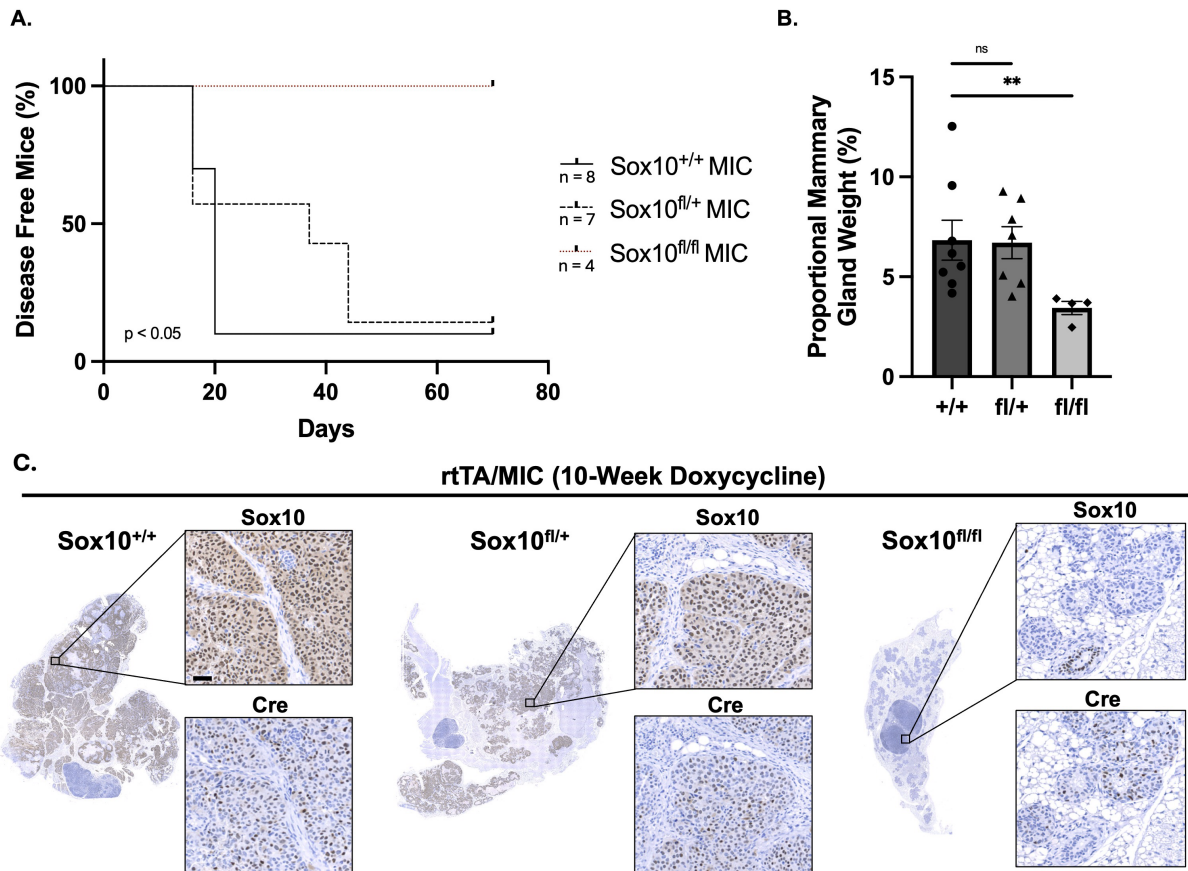 A.
Disease Free Mice (%)
100
50
0
0 20 40 60 80
Days
p < 0.05
Sox10+/+ MIC
n = 8
Sox10fl/+ MIC
n = 7
Sox10fl/fl MIC
n = 4
B.
Proportional Mammary
Gland Weight (%)
15
10
5
0
ns
**
+/+ fl/+ fl/fl
C.
rtTA/MIC (10-Week Doxycycline)
Sox10+/+
Sox10
Cre
Sox10fl/+
Sox10
Cre
Sox10fl/fl
Sox10
Cre